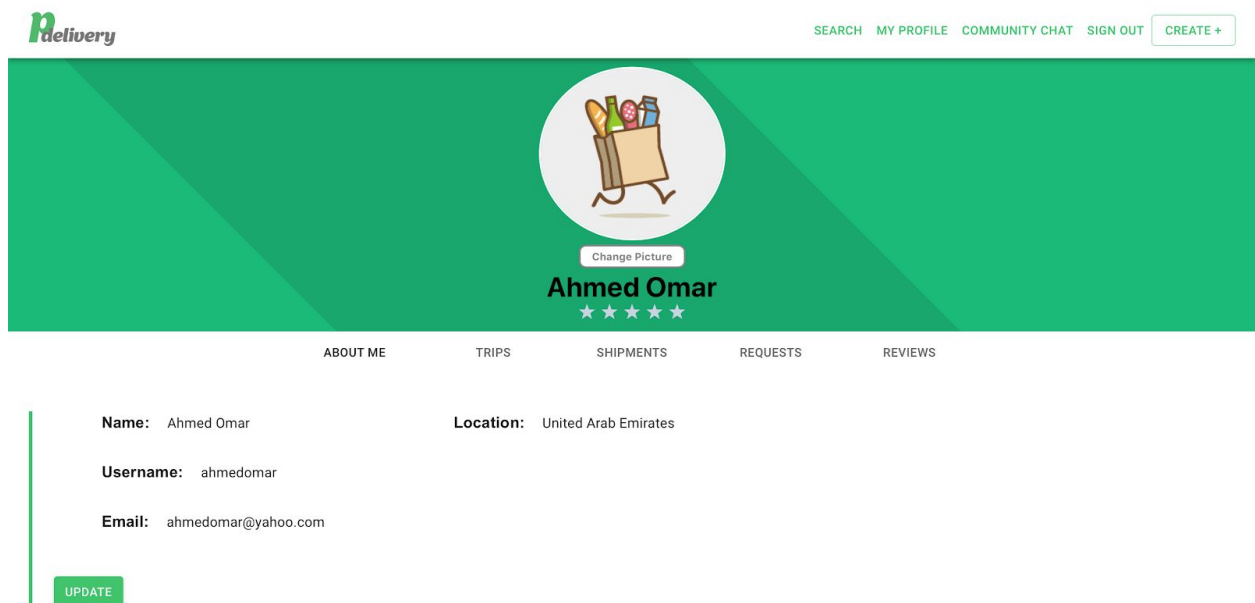 Pdelivery
SEARCH MY PROFILE COMMUNITY CHAT SIGN OUT CREATE +
Change Picture
Ahmed Omar
ABOUT ME TRIPS SHIPMENTS REQUESTS REVIEWS
Name: Ahmed Omar Location: United Arab Emirates
Username: ahmedomar
Email: ahmedomar@yahoo.com
UPDATE